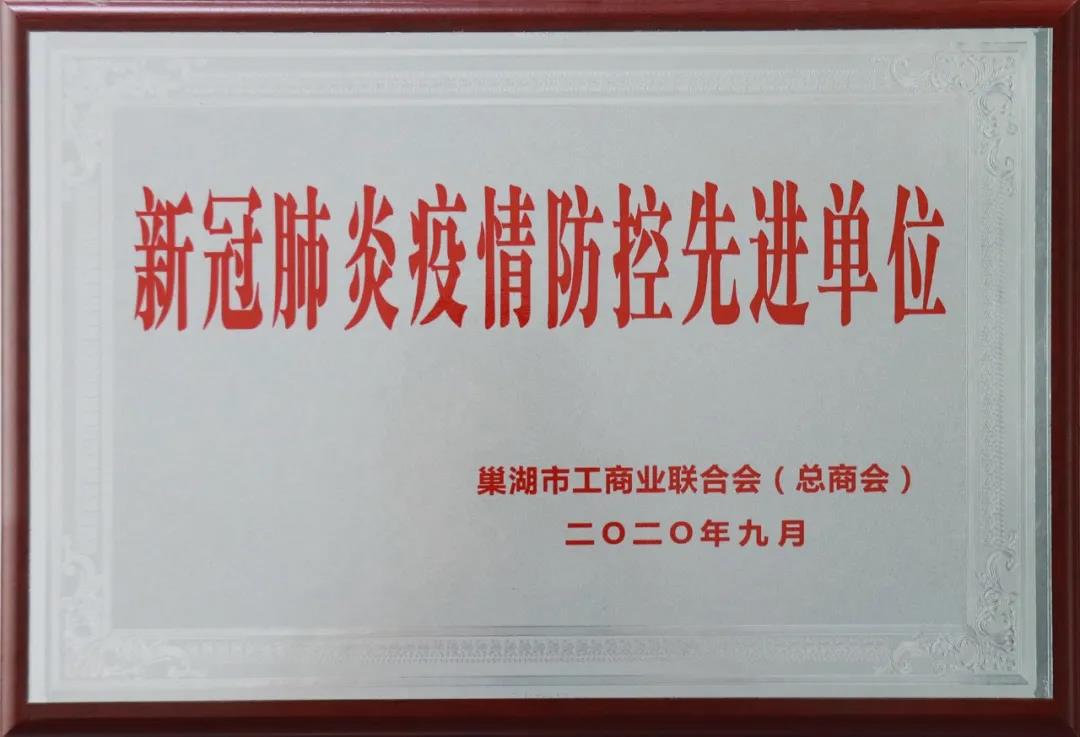 新冠肺炎疫情防控先进单位
巢湖市工商业联合会（总商会）
二〇二〇年九月